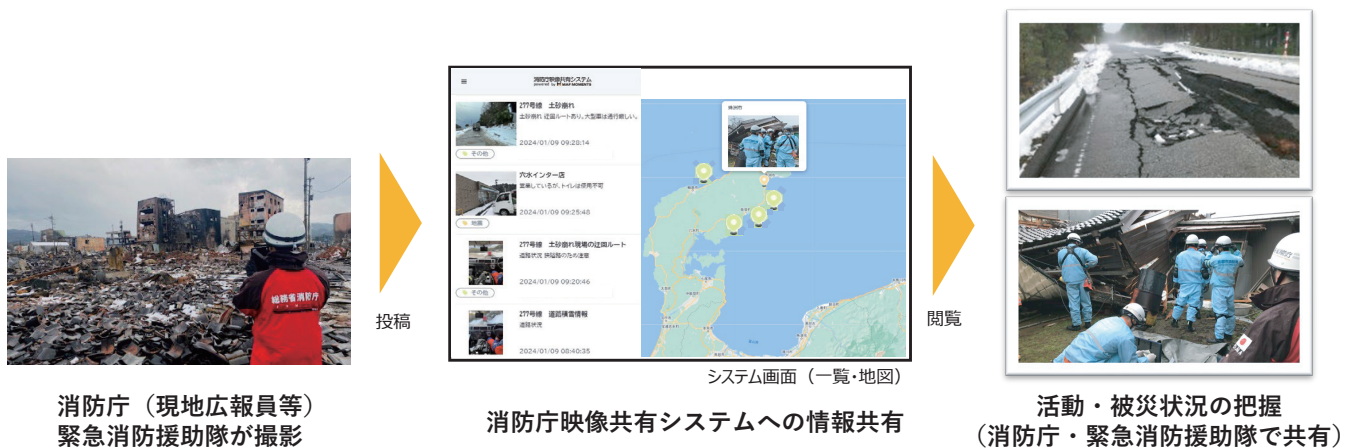 総務省消防庁
消防庁（現地広報員等）
緊急消防援助隊が撮影
投稿
消防庁映像共有システム
powered by MAP MOMENTS
277号線　土砂崩れ
土砂崩れ 迂回ルートあり。大型車は通行厳しい。
2024/01/09 09:28:14
その他
穴水インター店
営業しているが、トイレは使用不可
2024/01/09 09:25:48
地震
277号線　土砂崩れ現場の迂回ルート
道路状況 狭隘路のため注意
2024/01/09 09:20:46
その他
277号線　道路積雪情報
道路状況
2024/01/09 08:40:35
システム画面（一覧・地図）
消防庁映像共有システムへの情報共有
閲覧
活動・被災状況の把握
（消防庁・緊急消防援助隊で共有）